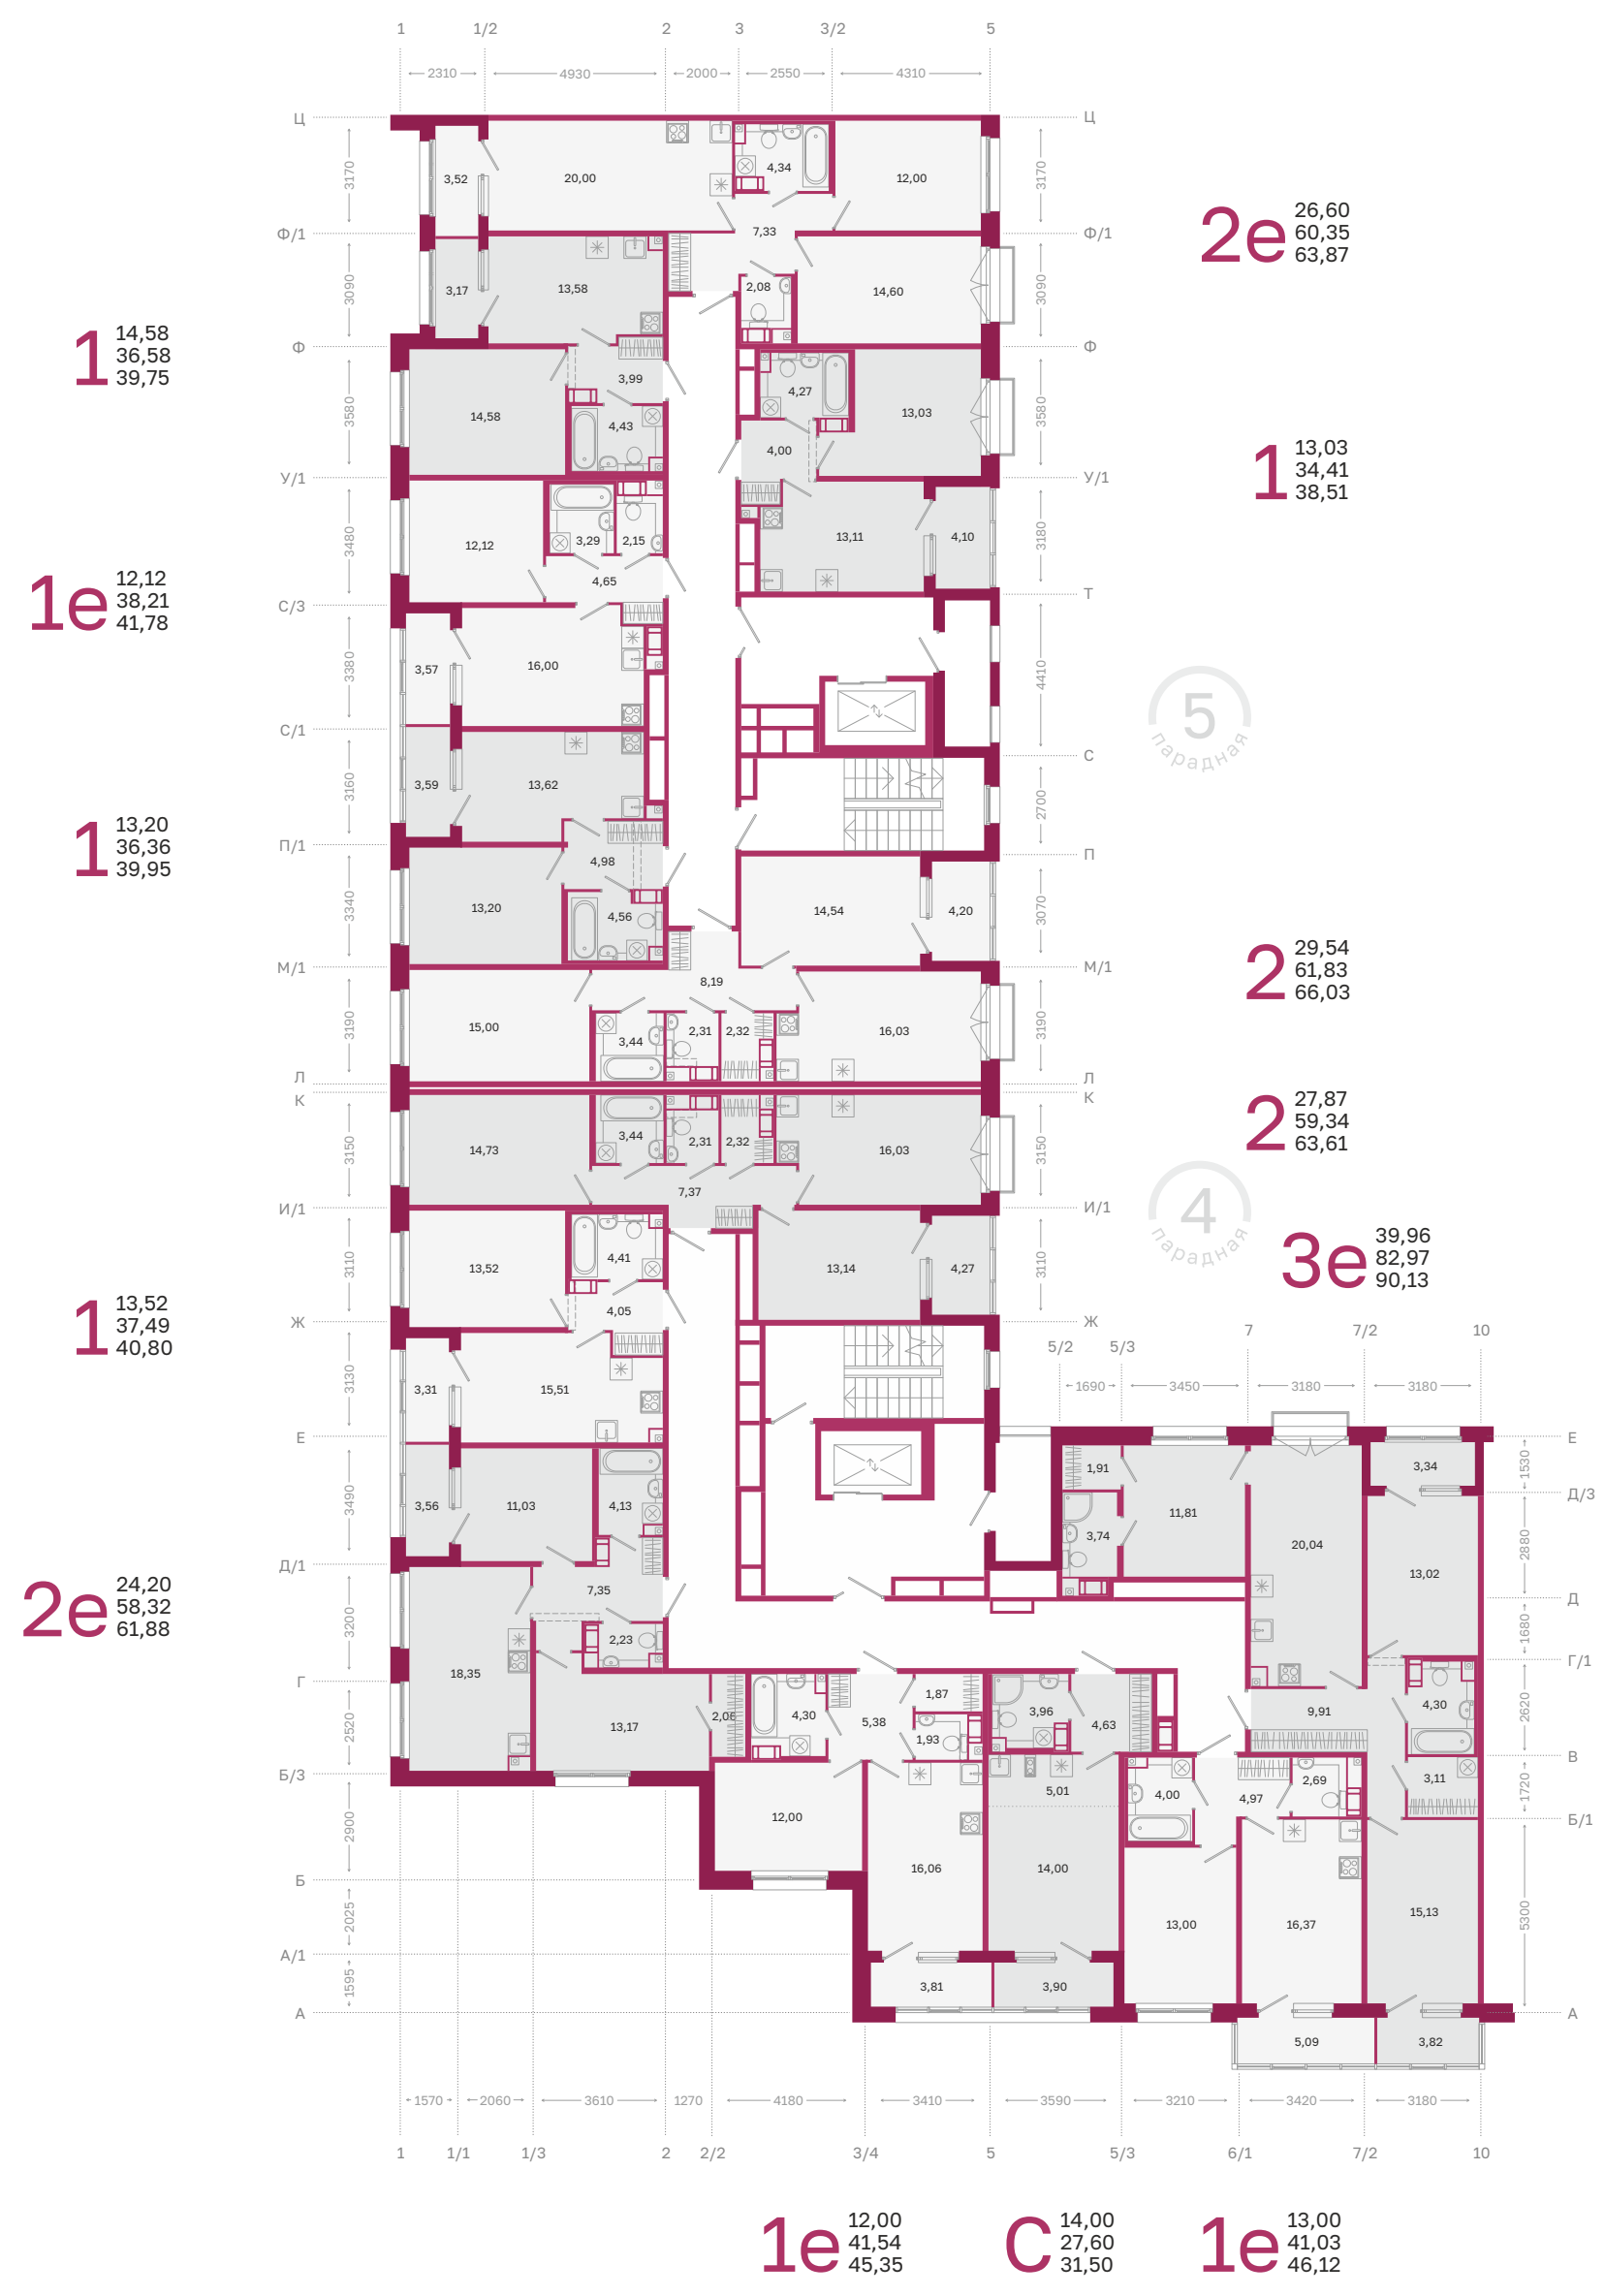 1 1/2 2 3 3/2 5
2310 4930 2000 2550 4310
Ц Ц
3170 3170
3,52 20,00 4,34 12,00
2е 26,60
60,35
63,87
Ф/1 7,33 Ф/1
3090 3,17 13,58 2,08 14,60 3090
1 14,58
36,58
39,75
Ф Ф
3,99
3580 14,58 4,43 4,27 13,03 3580
4,00
1 13,03
34,41
38,51
У/1 У/1
3480 12,12 3,29 2,15 13,11 4,10 3180
4,65
1е 12,12
38,21
41,78
С/3 Т
3380 3,57 16,00 4410
5
парадная
С/1 С
3160 3,59 13,62 2700
1 13,20
36,36
39,95
П/1 П
4,98
3340 13,20 4,56 14,54 4,20 3070
2 29,54
61,83
66,03
М/1 М/1
8,19
3190 15,00 3,44 2,31 2,32 16,03 3190
Л Л
К К
3150 14,73 3,44 2,31 2,32 16,03 3150
2 27,87
59,34
63,61
7,37
И/1 И/1
4
парадная
3110 13,52 4,41 13,14 4,27 3110
4,05
3е 39,96
82,97
90,13
1 13,52
37,49
40,80
Ж Ж
5/2 5/3 7 7/2 10
1690 3450 3180 3180
3130 3,31 15,51
Е Е
1,91 3,34 1530
3490 3,56 11,03 4,13
Д/3
3,74 11,81 20,04 13,02 2880
Д/1 Д
2е 24,20
58,32
61,88
7,35
3200 2,23 1680
Г Г/1
18,35 13,17 2,08 4,30 5,38 1,87 1,93 3,96 4,63 9,91 4,30 2620
2520
В
Б/3 5,01 4,00 4,97 2,69 3,11 1720
2900 12,00 Б/1
16,06 14,00
Б
2025 13,00 16,37 15,13 5300
А/1
1595 3,81 3,90
А А
5,09 3,82
1570 2060 3610 1270 4180 3410 3590 3210 3420 3180
1 1/1 1/3 2 2/2 3/4 5 5/3 6/1 7/2 10
1е 12,00
41,54
45,35
С 14,00
27,60
31,50
1е 13,00
41,03
46,12